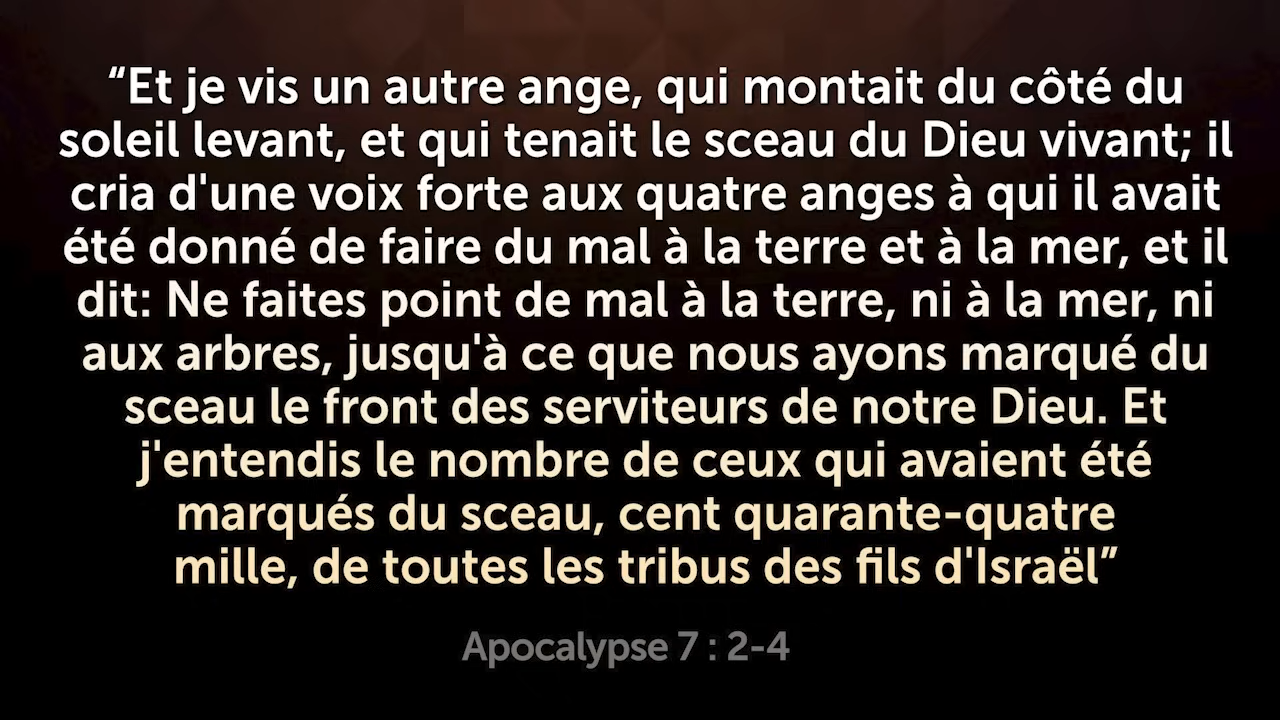 “Et je vis un autre ange, qui montait du côté du
soleil levant, et qui tenait le sceau du Dieu vivant; il
cria d'une voix forte aux quatre anges à qui il avait
été donné de faire du mal à la terre et à la mer, et il
dit: Ne faites point de mal à la terre, ni à la mer, ni
aux arbres, jusqu'à ce que nous ayons marqué du
sceau le front des serviteurs de notre Dieu. Et
j'entendis le nombre de ceux qui avaient été
marqués du sceau, cent quarante-quatre
mille, de toutes les tribus des fils d'Israël”
Apocalypse 7 : 2-4